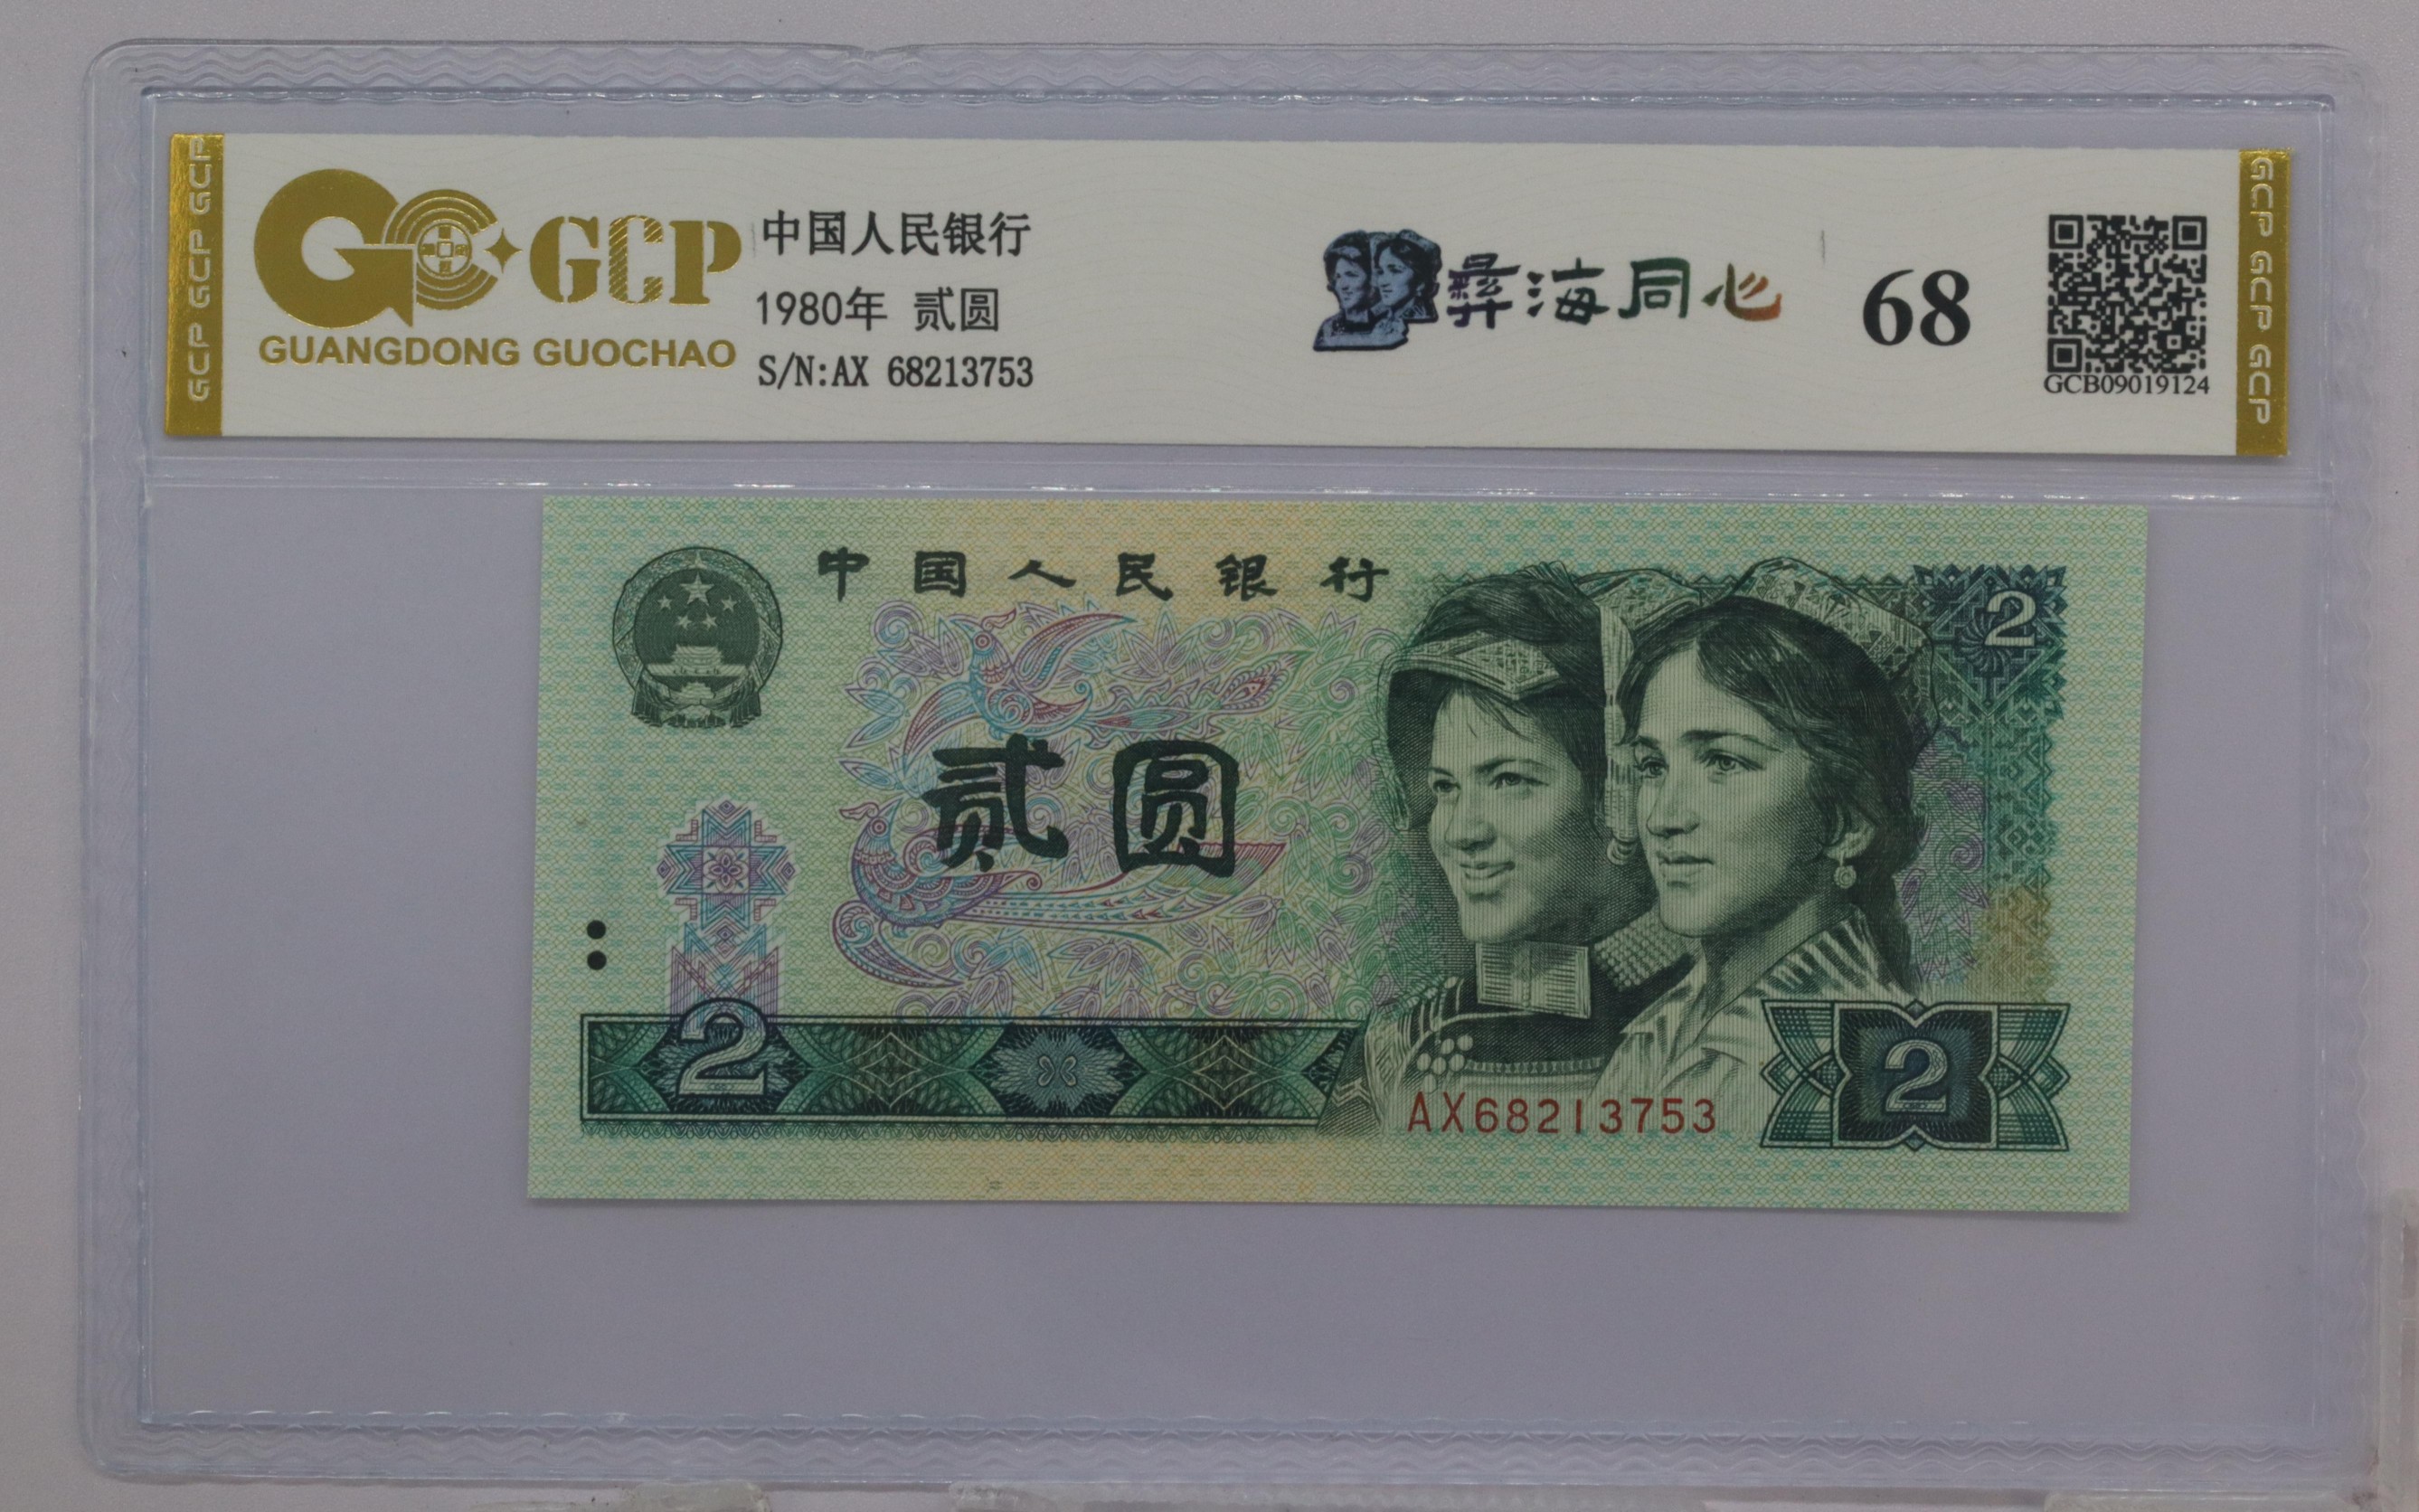 GCP GCP GCP
GCP
GUANGDONG GUOCHAO
中国人民银行
1980年 贰圆
S/N:AX 68213753
彝海同心
68
GCB09019124
GCP GCP GCP
中国人民银行
2
贰圆
2
AX68213753
2